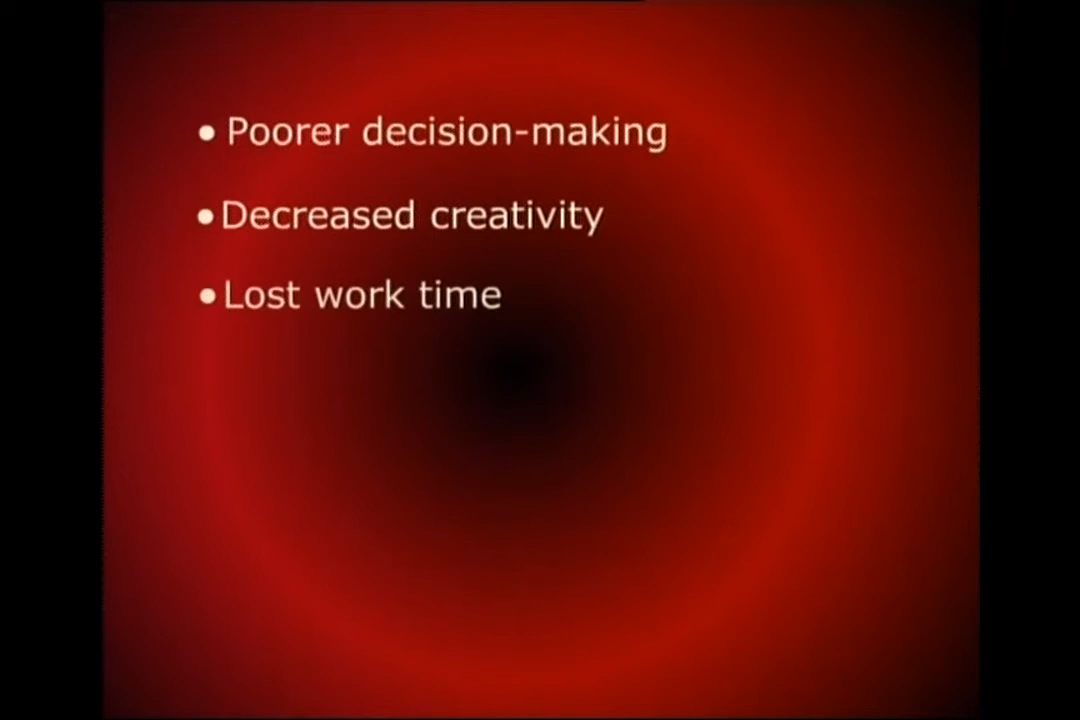 • Poorer decision-making
• Decreased creativity
• Lost work time